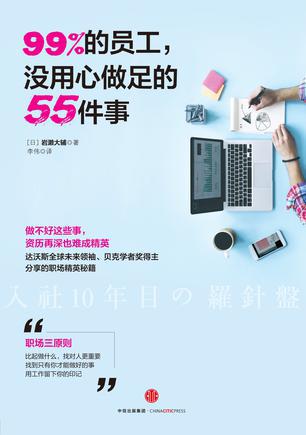 99%的员工，
没用心做足的
55件事
[日] 岩濑大辅◎著
李伟◎译
做不好这些事，
资历再深也难成精英
达沃斯全球未来领袖、贝克学者奖得主
分享的职场精英秘籍
入社10年目の羅針盤
职场三原则
比起做什么，找对人更重要
找到只有你才能做好的事
用工作留下你的印记
中信出版集团·CHINACITICPRESS